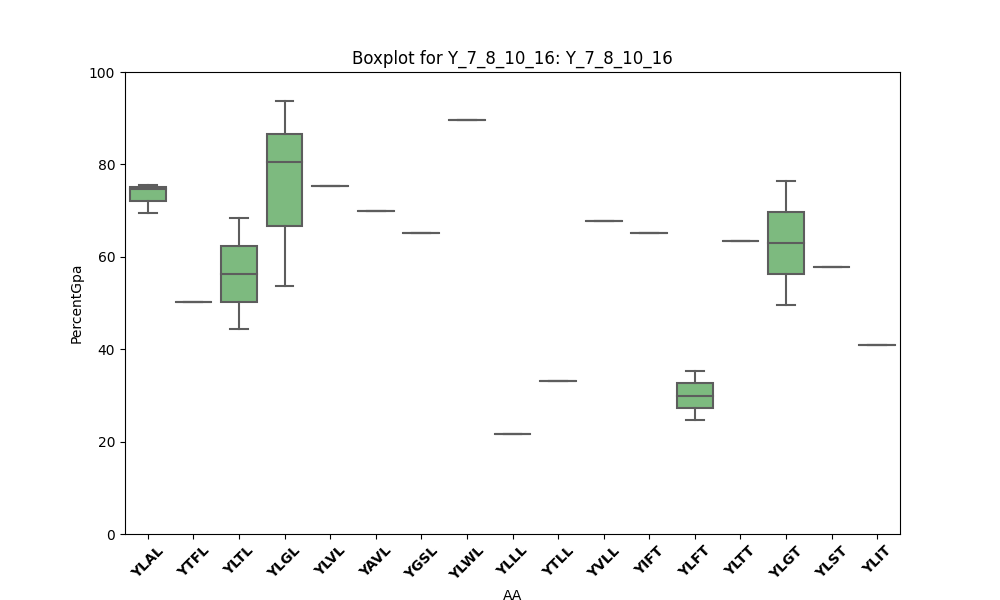 Boxplot for Y_7_8_10_16: Y_7_8_10_16
100
80
60
40
20
0
PercentGpa
YLAL YTFL YLTL YLGL YLVL YAVL YGSL YLWL YLLL YTLL YVLL YIFT YLFT YLTT YLGT YLST YLIT
AA